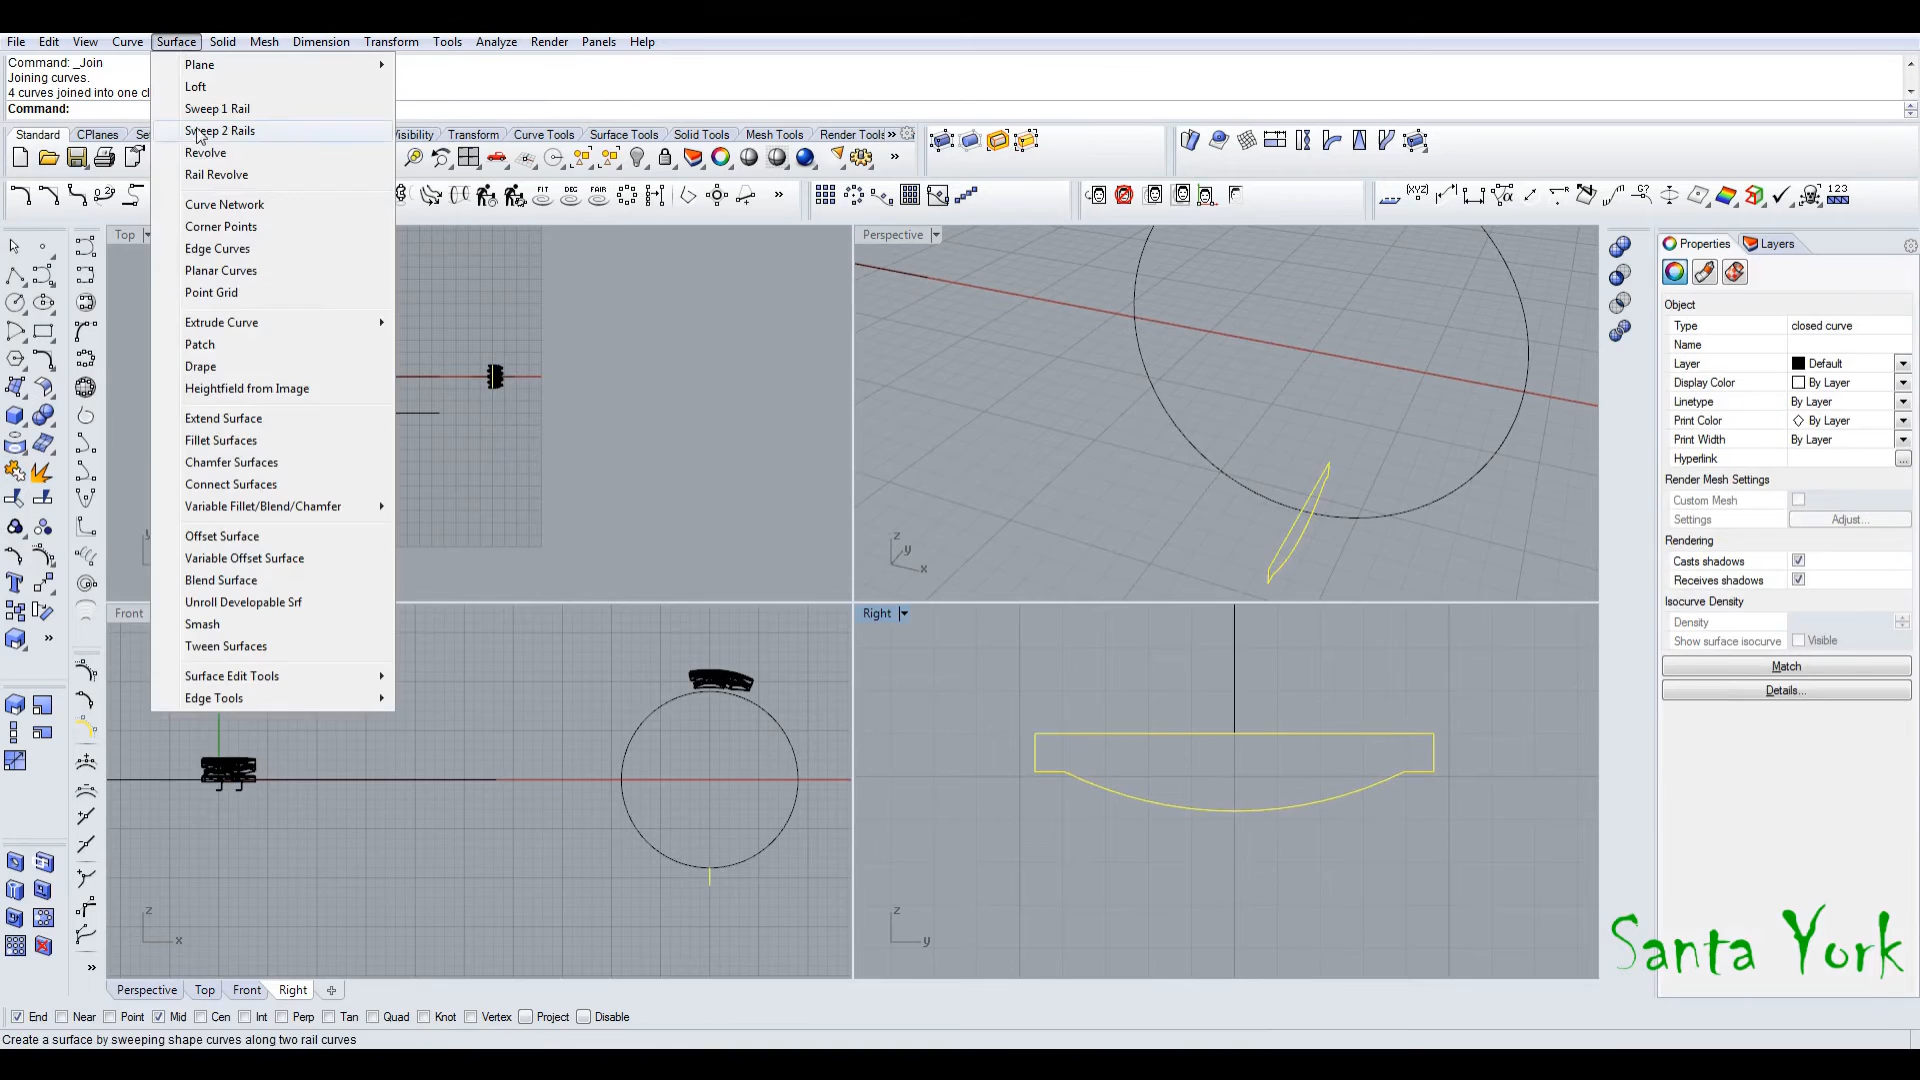 File Edit View Curve Surface Solid Mesh Dimension Transform Tools Analyze Render Panels Help
Command: _Join
Joining curves.
4 curves joined into one cl
Command:
Standard CPlanes Se
isibility Transform Curve Tools Surface Tools Solid Tools Mesh Tools Render Tools »
Plane
Loft
Sweep 1 Rail
Sweep 2 Rails
Revolve
Rail Revolve
Curve Network
Corner Points
Edge Curves
Planar Curves
Point Grid
Extrude Curve
Patch
Drape
Heightfield from Image
Extend Surface
Fillet Surfaces
Chamfer Surfaces
Connect Surfaces
Variable Fillet/Blend/Chamfer
Offset Surface
Variable Offset Surface
Blend Surface
Unroll Developable Srf
Smash
Tween Surfaces
Surface Edit Tools
Edge Tools
FIT DEG FAIR
(XYZ) G? 123
Top
Perspective
z y x
Front
z x
Right
z y
Properties Layers
Object
Type closed curve
Name
Layer Default
Display Color By Layer
Linetype By Layer
Print Color By Layer
Print Width By Layer
Hyperlink ...
Render Mesh Settings
Custom Mesh
Settings Adjust...
Rendering
Casts shadows
Receives shadows
Isocurve Density
Density
Show surface isocurve Visible
Match
Details...
Santa York
Perspective Top Front Right
End Near Point Mid Cen Int Perp Tan Quad Knot Vertex Project Disable
Create a surface by sweeping shape curves along two rail curves